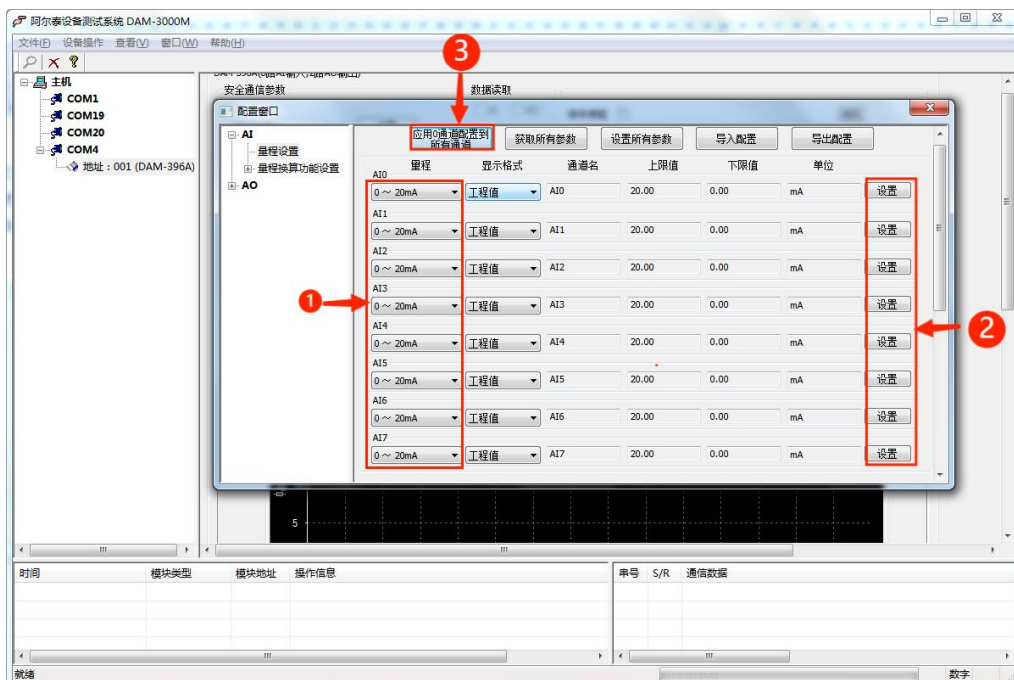 阿尔泰设备测试系统 DAM-3000M
文件(F) 设备操作 查看(V) 窗口(W) 帮助(H)
3
主机
COM1
COM19
COM20
COM4
地址：001 (DAM-396A)
安全通信参数 数据读取
配置窗口
AI
量程设置
量程换算功能设置
AO
应用0通道配置到
所有通道
获取所有参数 设置所有参数 导入配置 导出配置
量程 显示格式 通道名 上限值 下限值 单位
AI0
0 ～ 20mA 工程值 AI0 20.00 0.00 mA 设置
AI1
0 ～ 20mA 工程值 AI1 20.00 0.00 mA 设置
AI2
0 ～ 20mA 工程值 AI2 20.00 0.00 mA 设置
AI3
1 0 ～ 20mA 工程值 AI3 20.00 0.00 mA 设置 2
AI4
0 ～ 20mA 工程值 AI4 20.00 0.00 mA 设置
AI5
0 ～ 20mA 工程值 AI5 20.00 0.00 mA 设置
AI6
0 ～ 20mA 工程值 AI6 20.00 0.00 mA 设置
AI7
0 ～ 20mA 工程值 AI7 20.00 0.00 mA 设置
5
时间 模块类型 模块地址 操作信息 串号 S/R 通信数据
就绪 数字